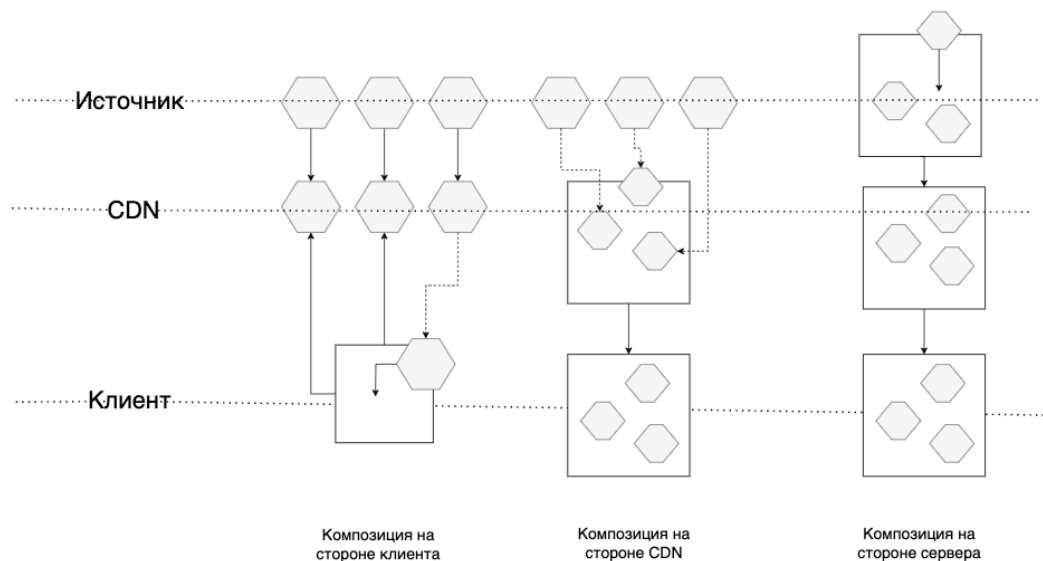 Источник
CDN
Клиент
Композиция на
стороне клиента
Композиция на
стороне CDN
Композиция на
стороне сервера